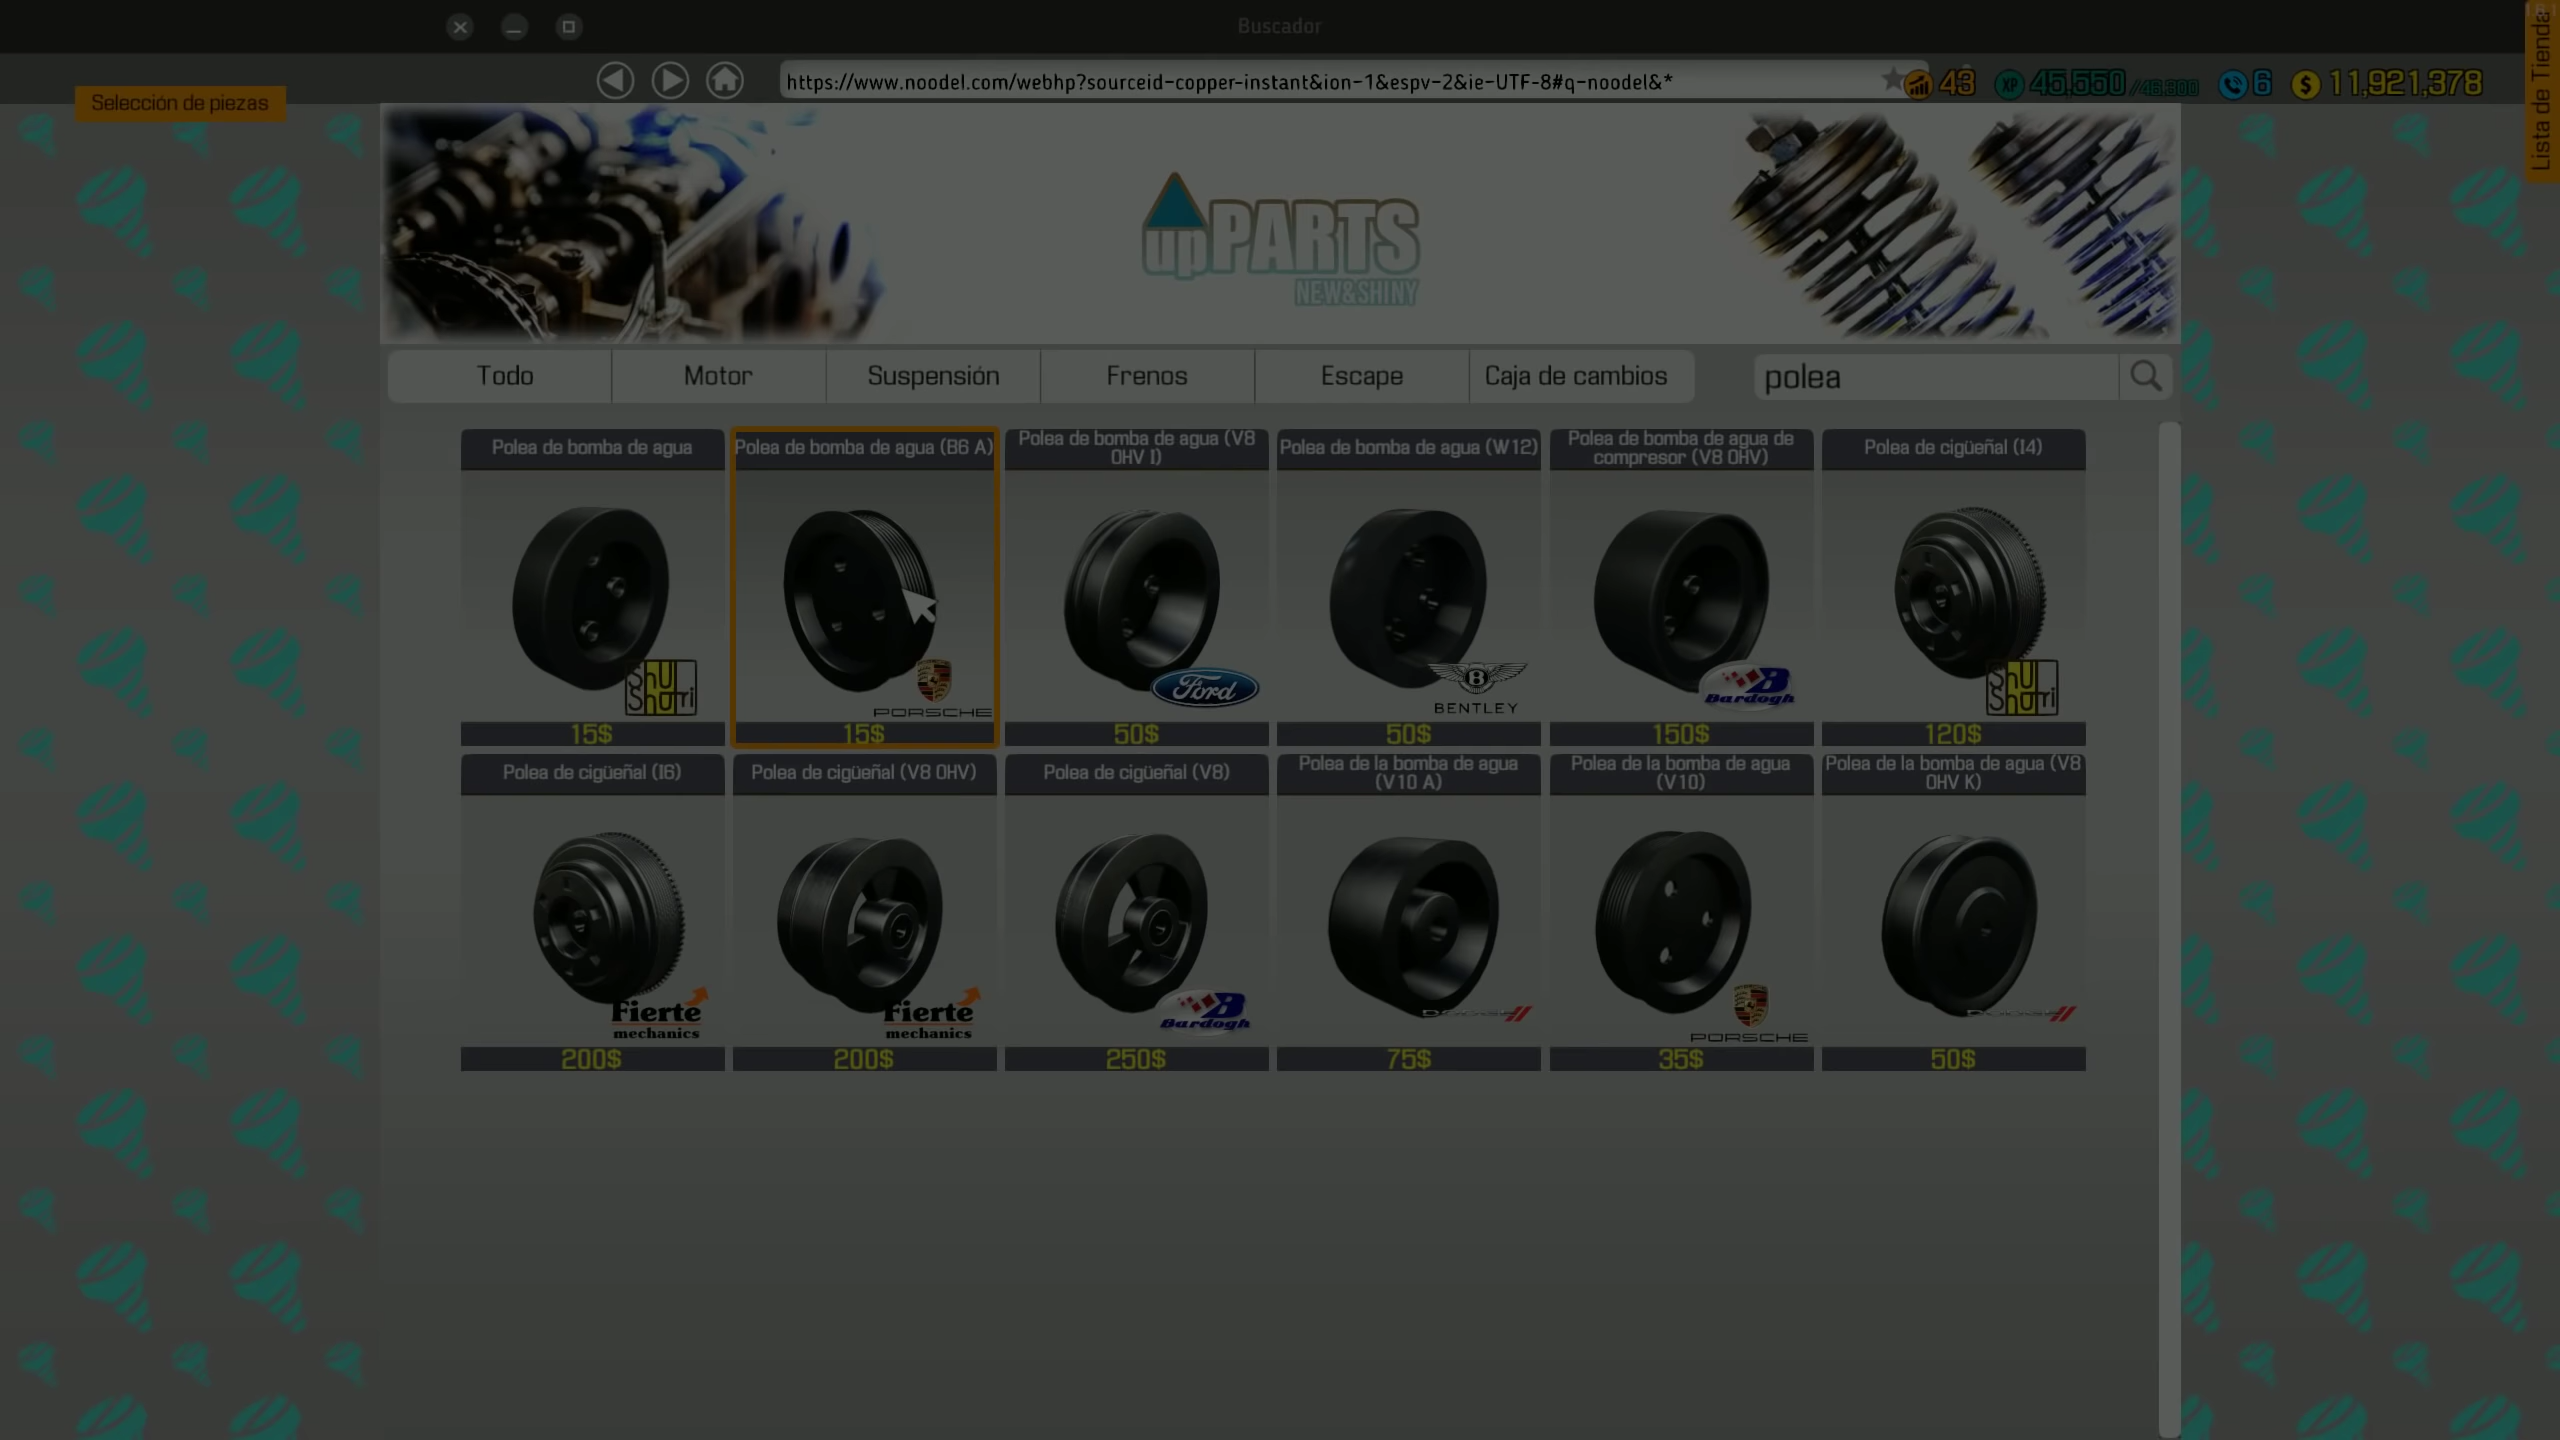 Buscador
Selección de piezas
https://www.noodel.com/webhp?sourceid-copper-instant&ion-1&espv-2&ie-UTF-8#q-noodel&*
43
XP 45,550 /46,300
6
$ 11,921,378
Lista de Tienda
upPARTS
NEW&SHINY
Todo
Motor
Suspensión
Frenos
Escape
Caja de cambios
polea
Polea de bomba de agua
ShuShuRi
15$
Polea de bomba de agua (B6 A)
PORSCHE
15$
Polea de bomba de agua (V8
OHV I)
Ford
50$
Polea de bomba de agua (W12)
B
BENTLEY
50$
Polea de bomba de agua de
compresor (V8 OHV)
B
Bardogh
150$
Polea de cigüeñal (I4)
ShuShuRi
120$
Polea de cigüeñal (I6)
Fierte
mechanics
200$
Polea de cigüeñal (V8 OHV)
Fierte
mechanics
200$
Polea de cigüeñal (V8)
B
Bardogh
250$
Polea de la bomba de agua
(V10 A)
DODGE
75$
Polea de la bomba de agua
(V10)
PORSCHE
35$
Polea de la bomba de agua (V8
OHV K)
DODGE
50$